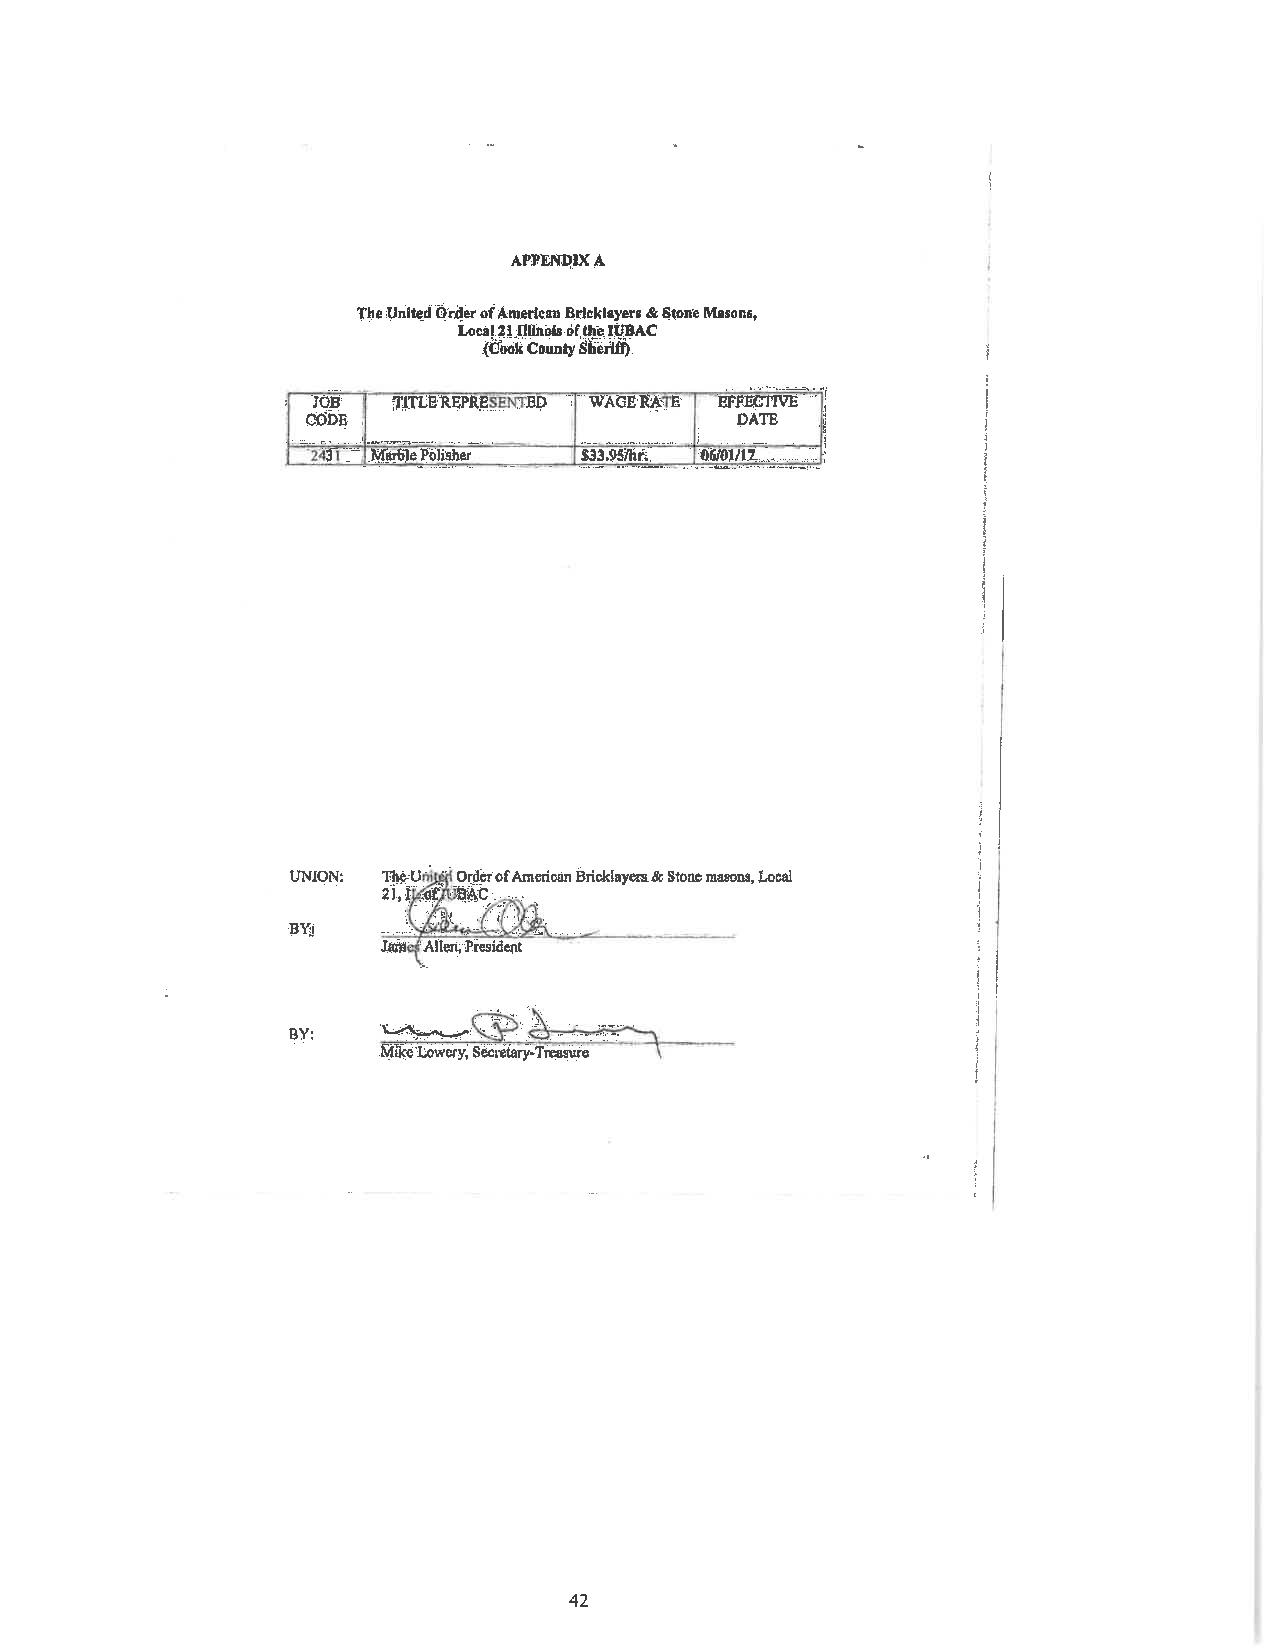 APPENDIX A
The United Order of American Bricklayers & Stone Masons,
Local 21 Illinois of the IUBAC
(Cook County Sheriff)
JOB CODE TITLE REPRESENTED WAGE RATE EFFECTIVE DATE
2431 Marble Polisher $33.95/hr. 06/01/17
UNION: The United Order of American Bricklayers & Stone masons, Local
21, IL of IUBAC
BY:
James Allen, President
BY:
Mike Lowery, Secretary-Treasure
42